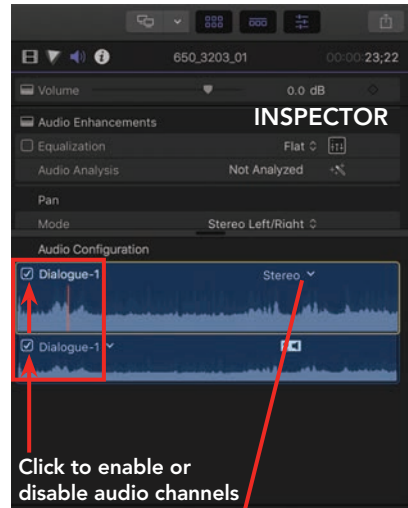 650_3203_01 00:00:23;22
Volume 0.0 dB
INSPECTOR
Audio Enhancements
Equalization Flat
Audio Analysis Not Analyzed
Pan
Mode Stereo Left/Right
Audio Configuration
Dialogue-1 Stereo
Dialogue-1
Click to enable or
disable audio channels